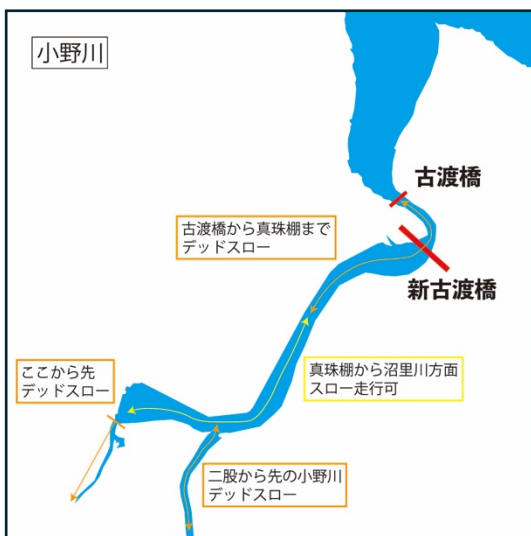 小野川
古渡橋
古渡橋から真珠棚まで
デッドスロー
新古渡橋
ここから先
デッドスロー
真珠棚から沼里川方面
スロー走行可
二股から先の小野川
デッドスロー